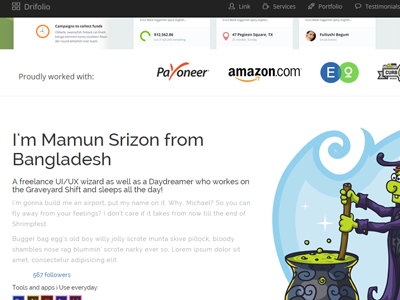 Drifolio
Link Services Portfolio Testimonials
Campaigns to collect funds
$12,562.86
47 Pegieon Square, TX
Fulkushi Begum
Proudly worked with:
Payoneer
amazon.com
E
CURB
I'm Mamun Srizon from
Bangladesh
A freelance UI/UX wizard as well as a Daydreamer who workes on
the Graveyard Shift and sleeps all the day!
I'm gonna build me an airport, put my name on it. Why, Michael? So you can
fly away from your feelings? I don't care if it takes from now till the end of
Shrimpfest.
Bugger bag egg's old boy willy jolly scrote munta skive pillock, bloody
shambles nose rag blummin' scrote narky ever so. Lorem ipsum dolor sit
amet, consectetur adipisicing elit.
567 followers
Tools and apps i Use everyday